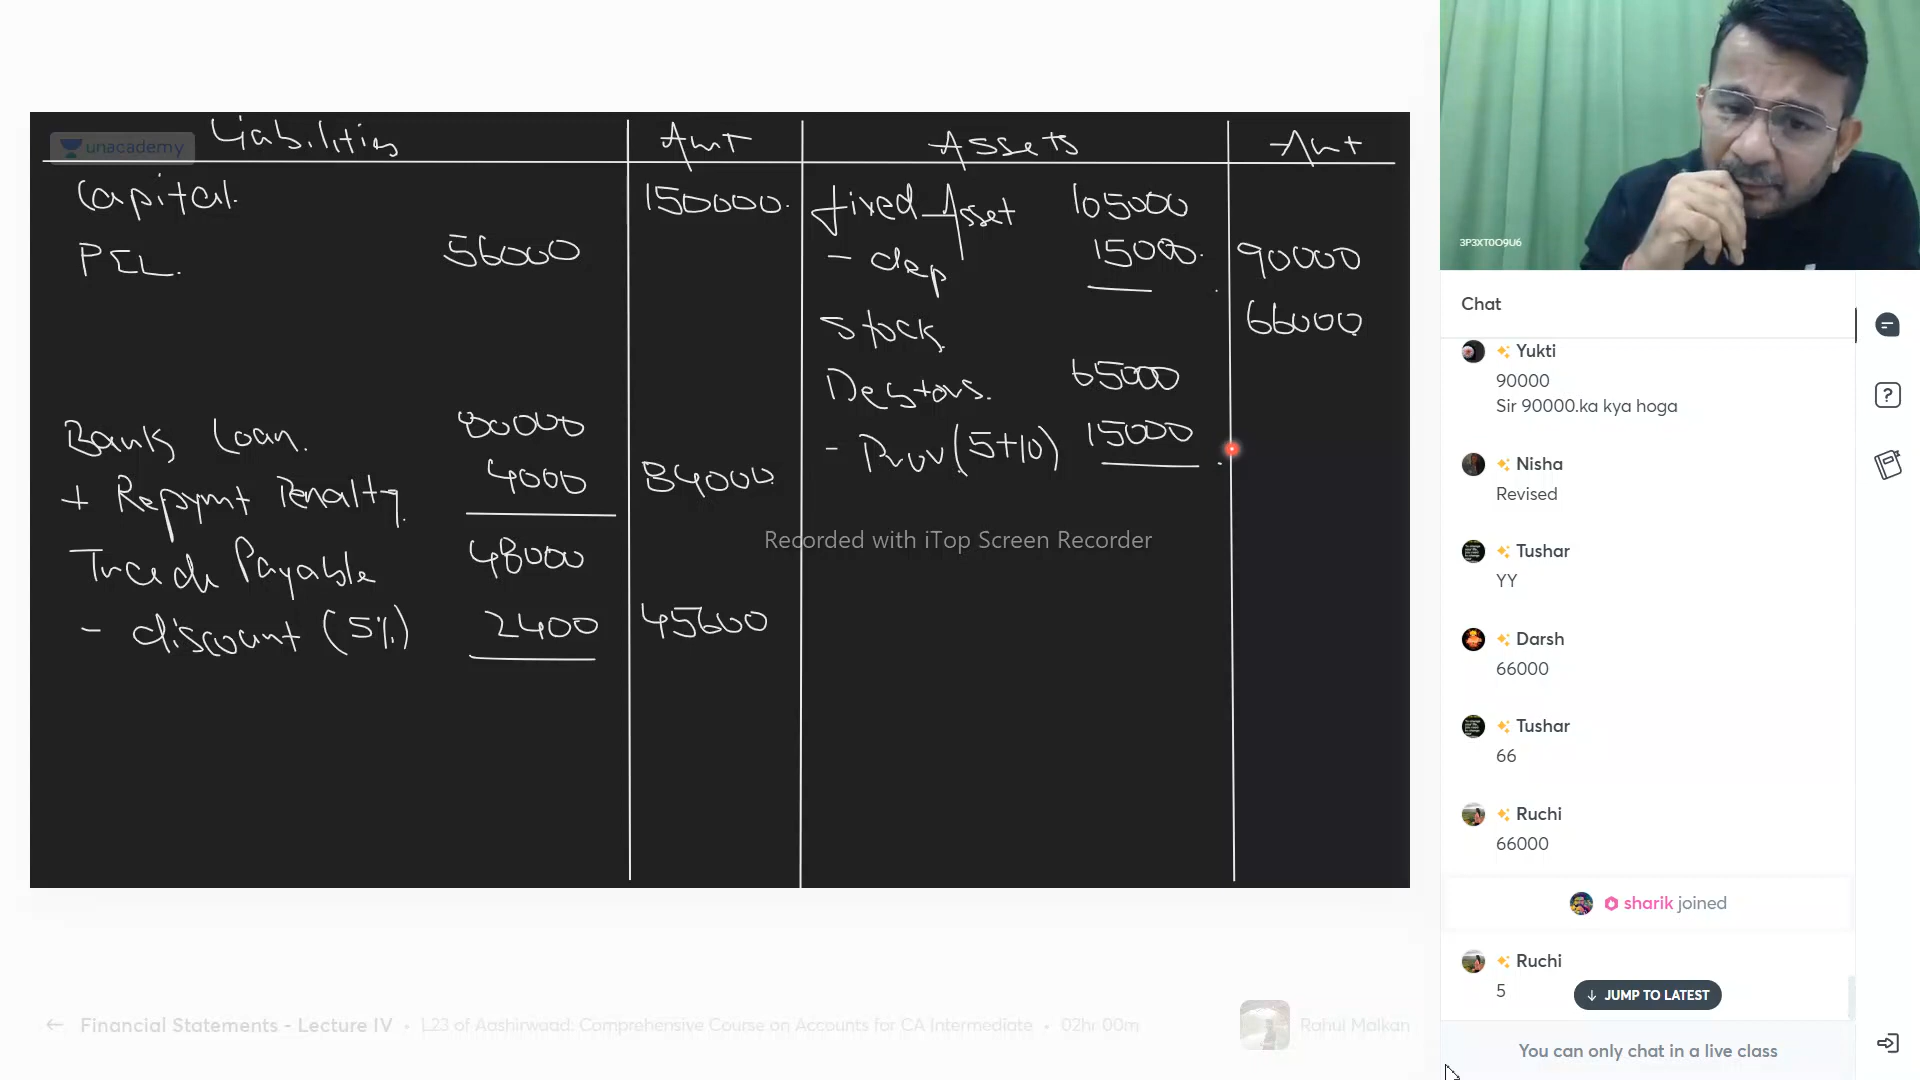 unacademy
Liabilities Amt Assets Amt
Capital. 150000. Fixed Asset 105000
P&L. 56000 - dep 15000. 90000
Stock 66000
Debtors. 65000
Bank Loan. 80000 - Prov (5+10) 15000
+ Repymt Penalty 4000 84000
Trade Payable 48000
- discount (5%) 2400 45600
Recorded with iTop Screen Recorder
← Financial Statements - Lecture IV • L23 of Aashirwaad: Comprehensive Course on Accounts for CA Intermediate • 02hr 00m
Rahul Malkan
3P3XT0O9U6
Chat
Yukti
90000
Sir 90000.ka kya hoga
Nisha
Revised
Tushar
YY
Darsh
66000
Tushar
66
Ruchi
66000
sharik joined
Ruchi
5
↓ JUMP TO LATEST
You can only chat in a live class